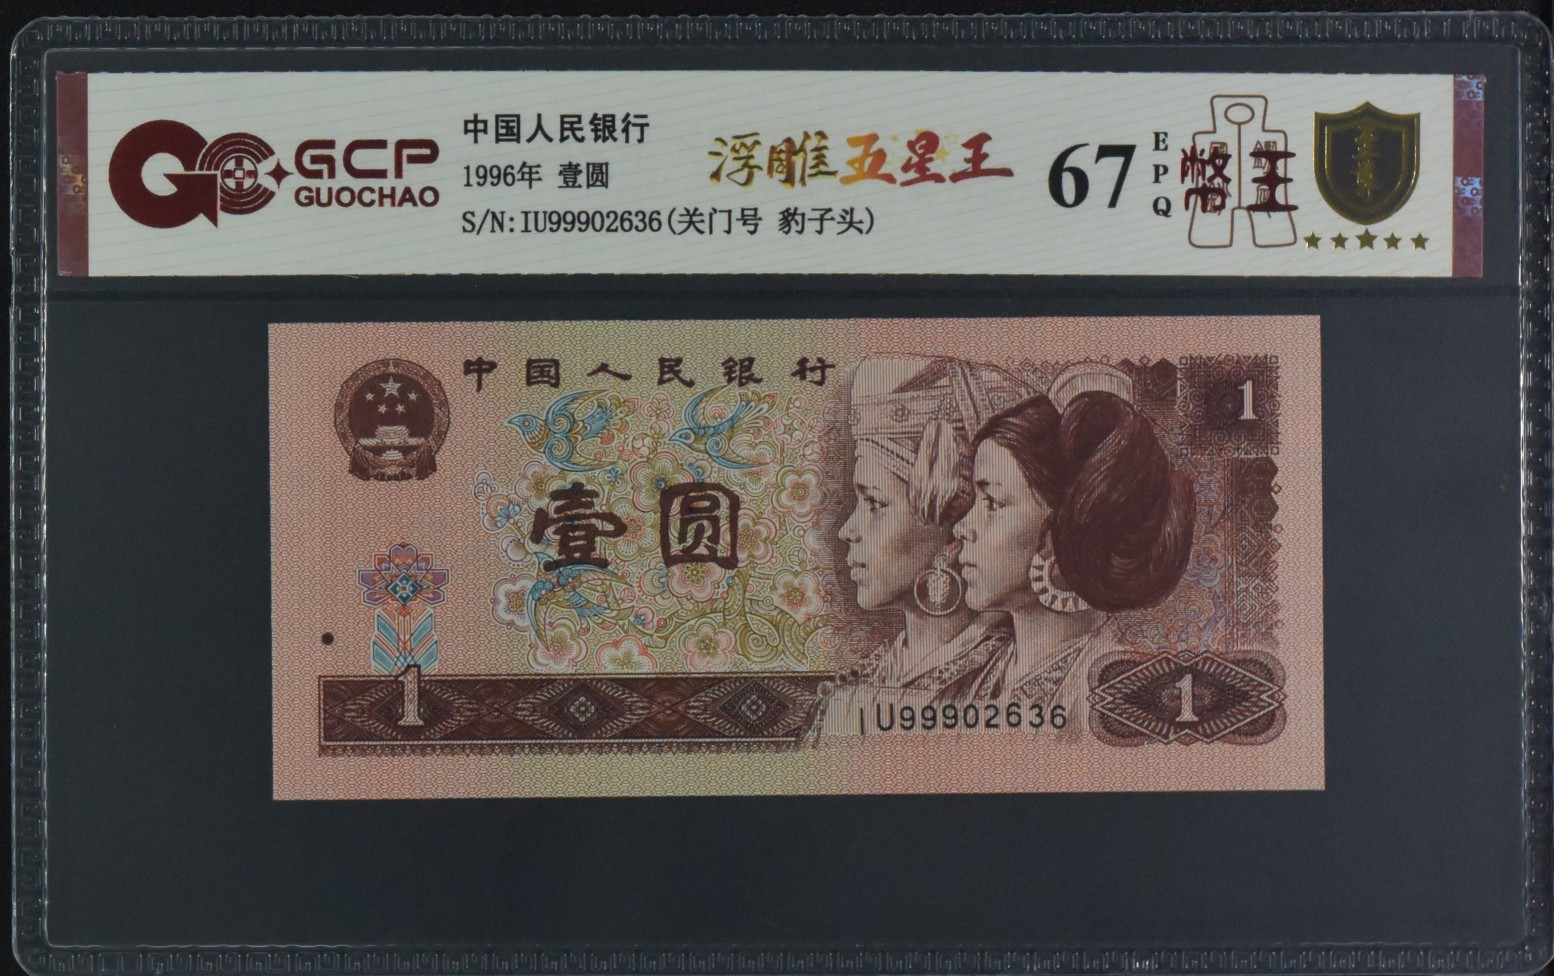 GCP
GUOCHAO
中国人民银行
1996年 壹圆
S/N:IU99902636(关门号 豹子头)
浮雕五星王
67
EPQ
中国人民银行
1
壹圆
1
IU99902636
1